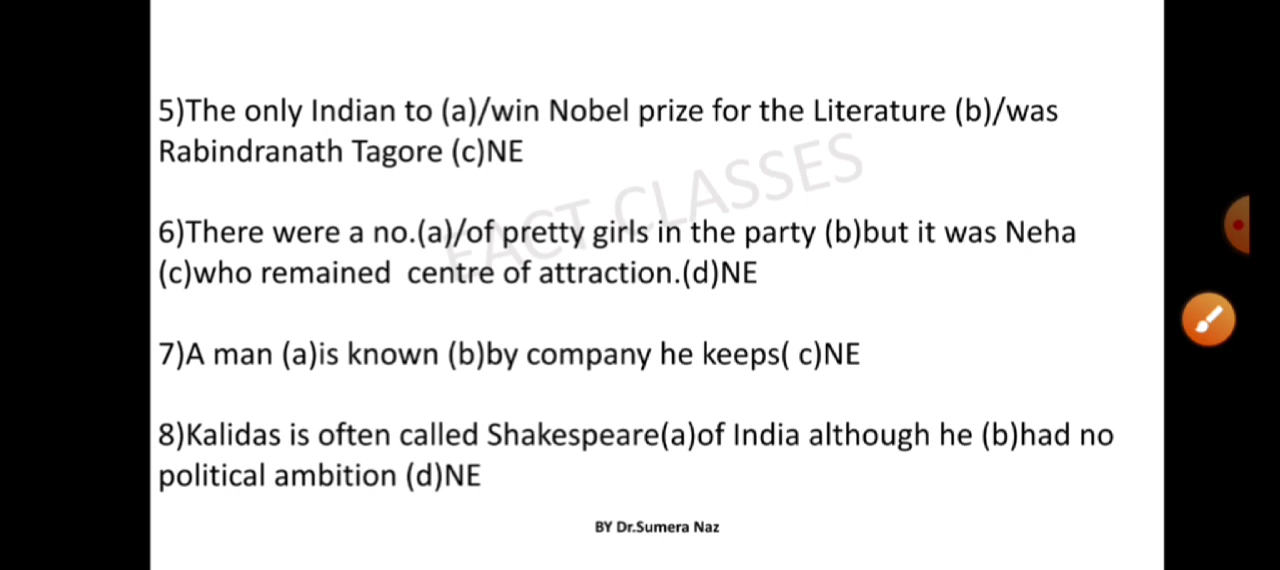 5)The only Indian to (a)/win Nobel prize for the Literature (b)/was
Rabindranath Tagore (c)NE
FACT CLASSES
6)There were a no.(a)/of pretty girls in the party (b)but it was Neha
(c)who remained  centre of attraction.(d)NE
7)A man (a)is known (b)by company he keeps( c)NE
8)Kalidas is often called Shakespeare(a)of India although he (b)had no
political ambition (d)NE
BY Dr.Sumera Naz